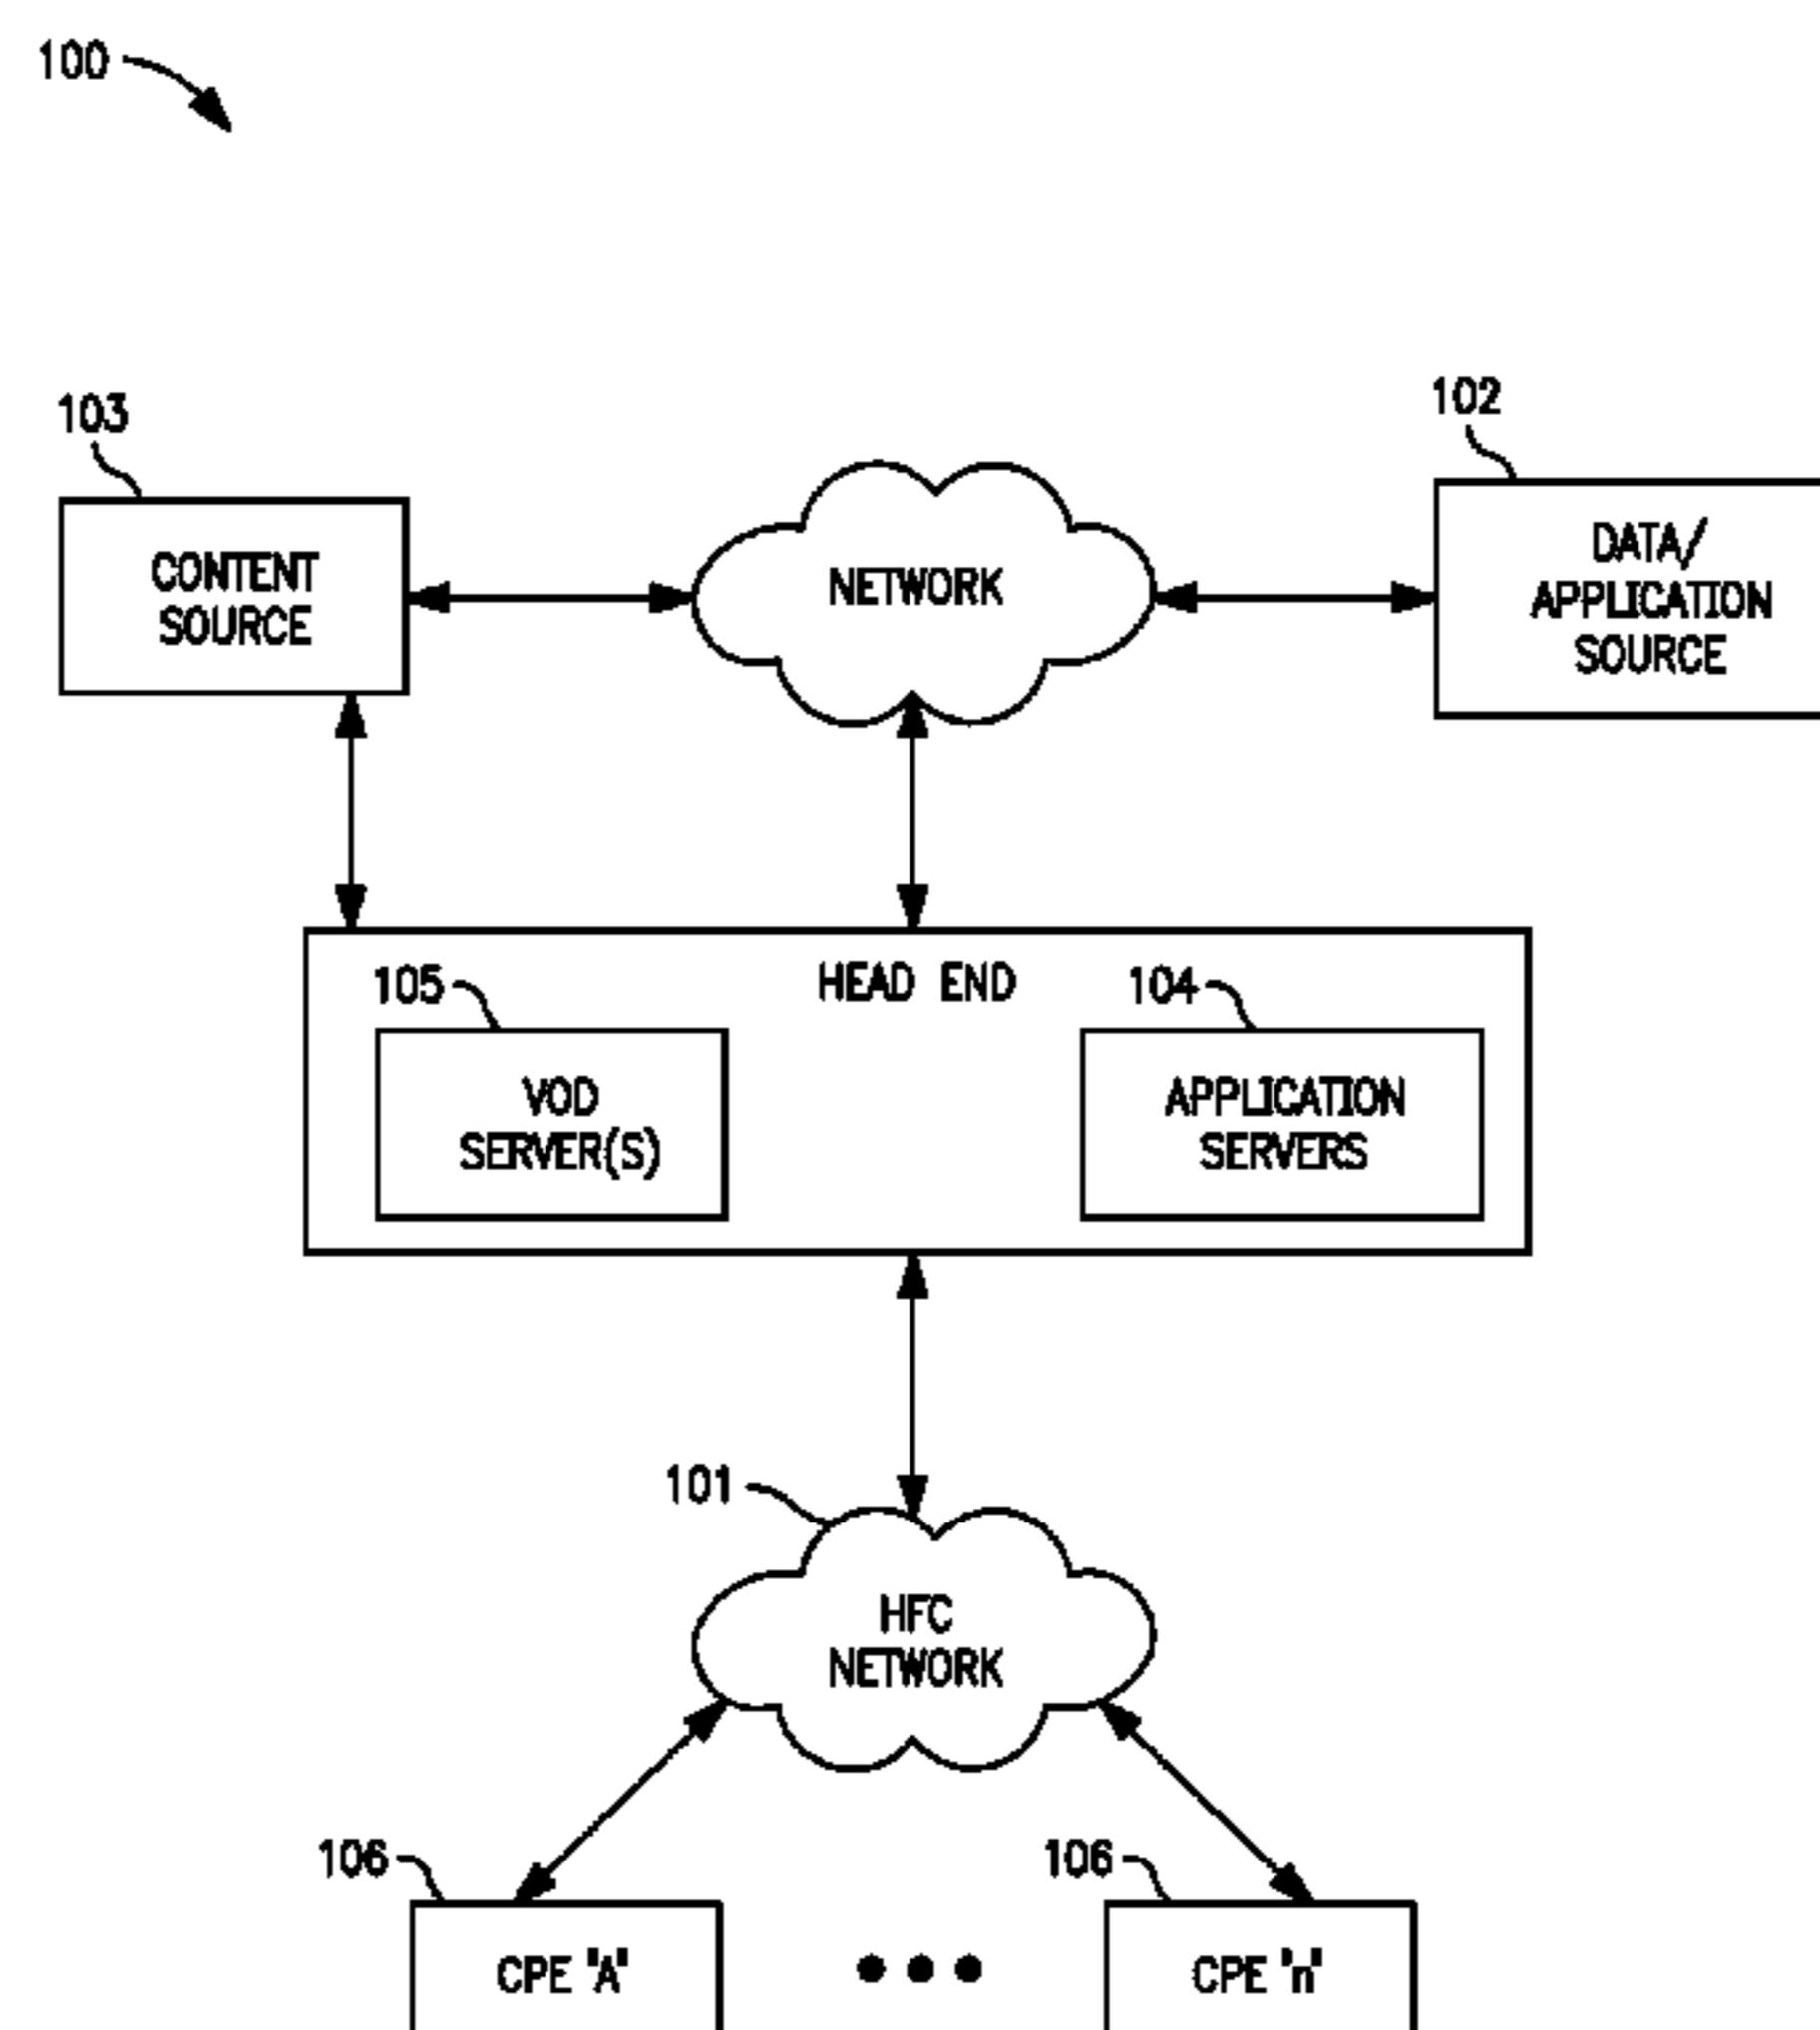 100
103
102
CONTENT
SOURCE
NETWORK
DATA/
APPLICATION
SOURCE
HEAD END
105
104
VOD
SERVER(S)
APPLICATION
SERVERS
101
HFC
NETWORK
106
106
CPE "A"
CPE "n"